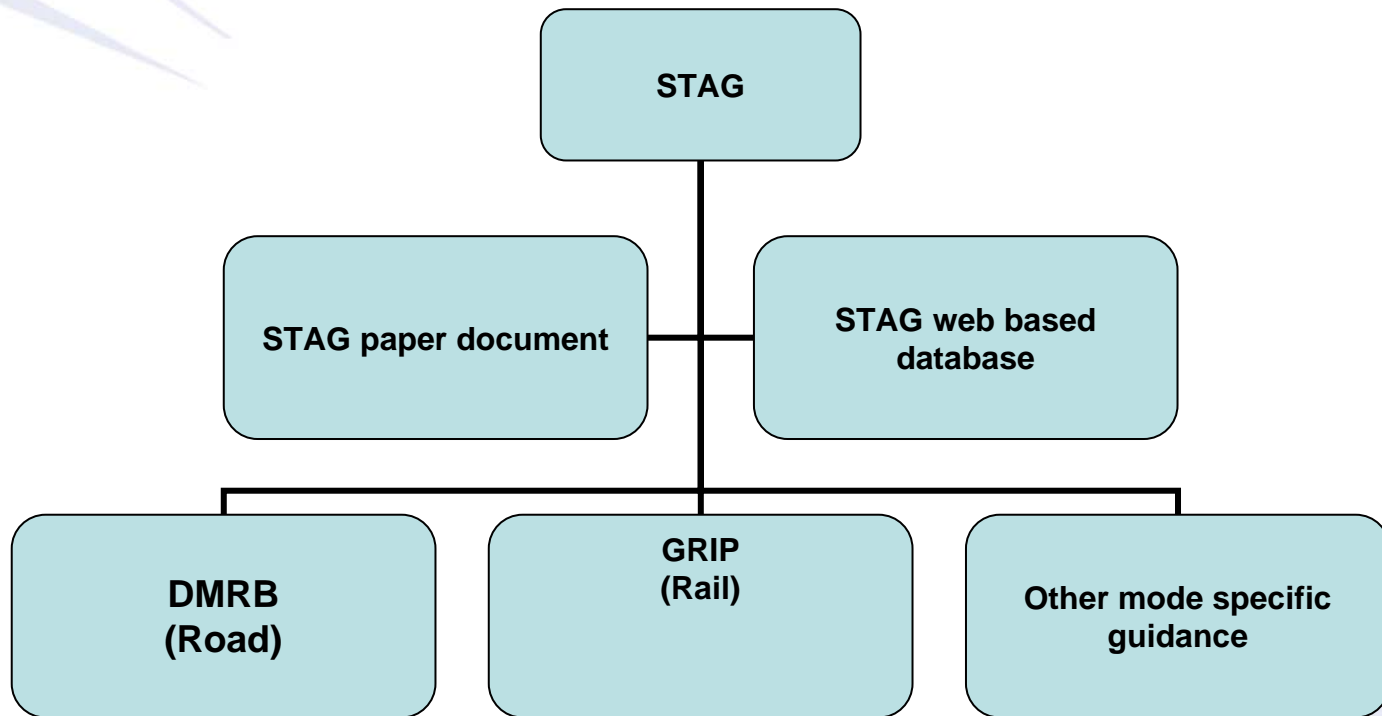 STAG
STAG paper document
STAG web based
database
DMRB
(Road)
GRIP
(Rail)
Other mode specific
guidance